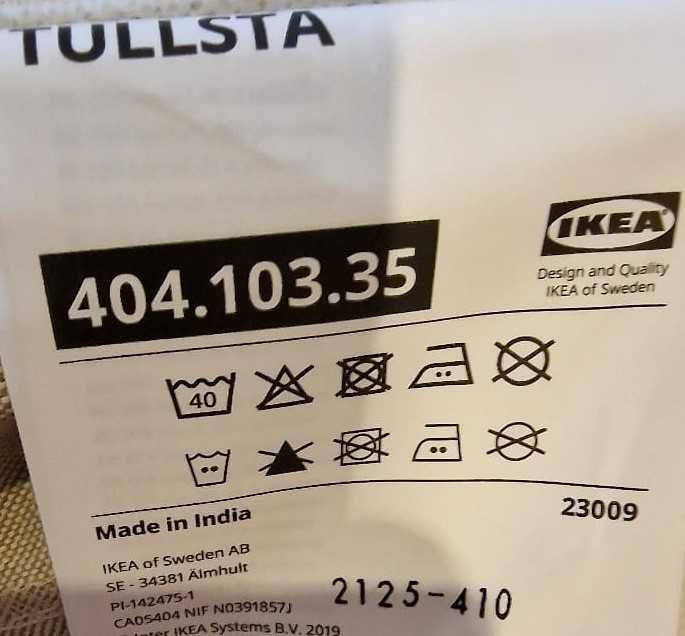 TULLSTA
404.103.35
IKEA
Design and Quality
IKEA of Sweden
40
Made in India
23009
IKEA of Sweden AB
SE - 34381 Älmhult
PI-142475-1
CA05404 NIF N0391857J
2125-410
Inter IKEA Systems B.V. 2019